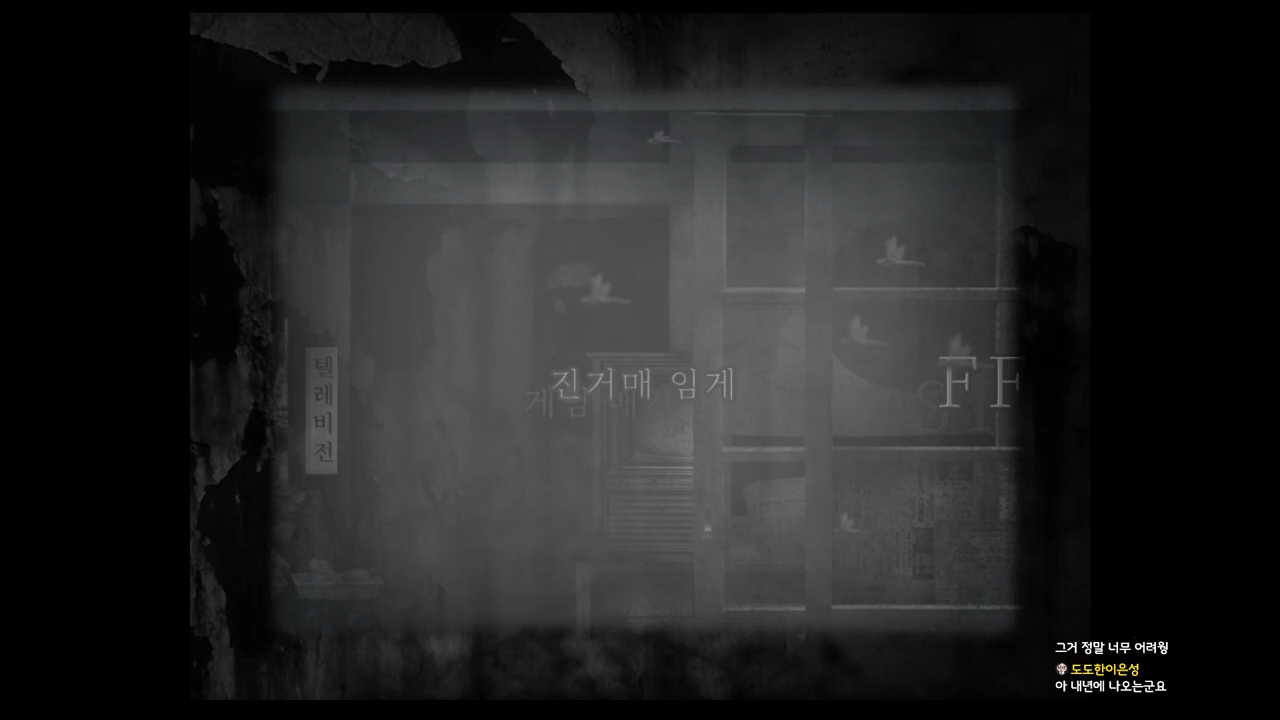 텔레비전
진거매 임게
FF
그거 정말 너무 어려웡
도도한이은성
아 내년에 나오는군요